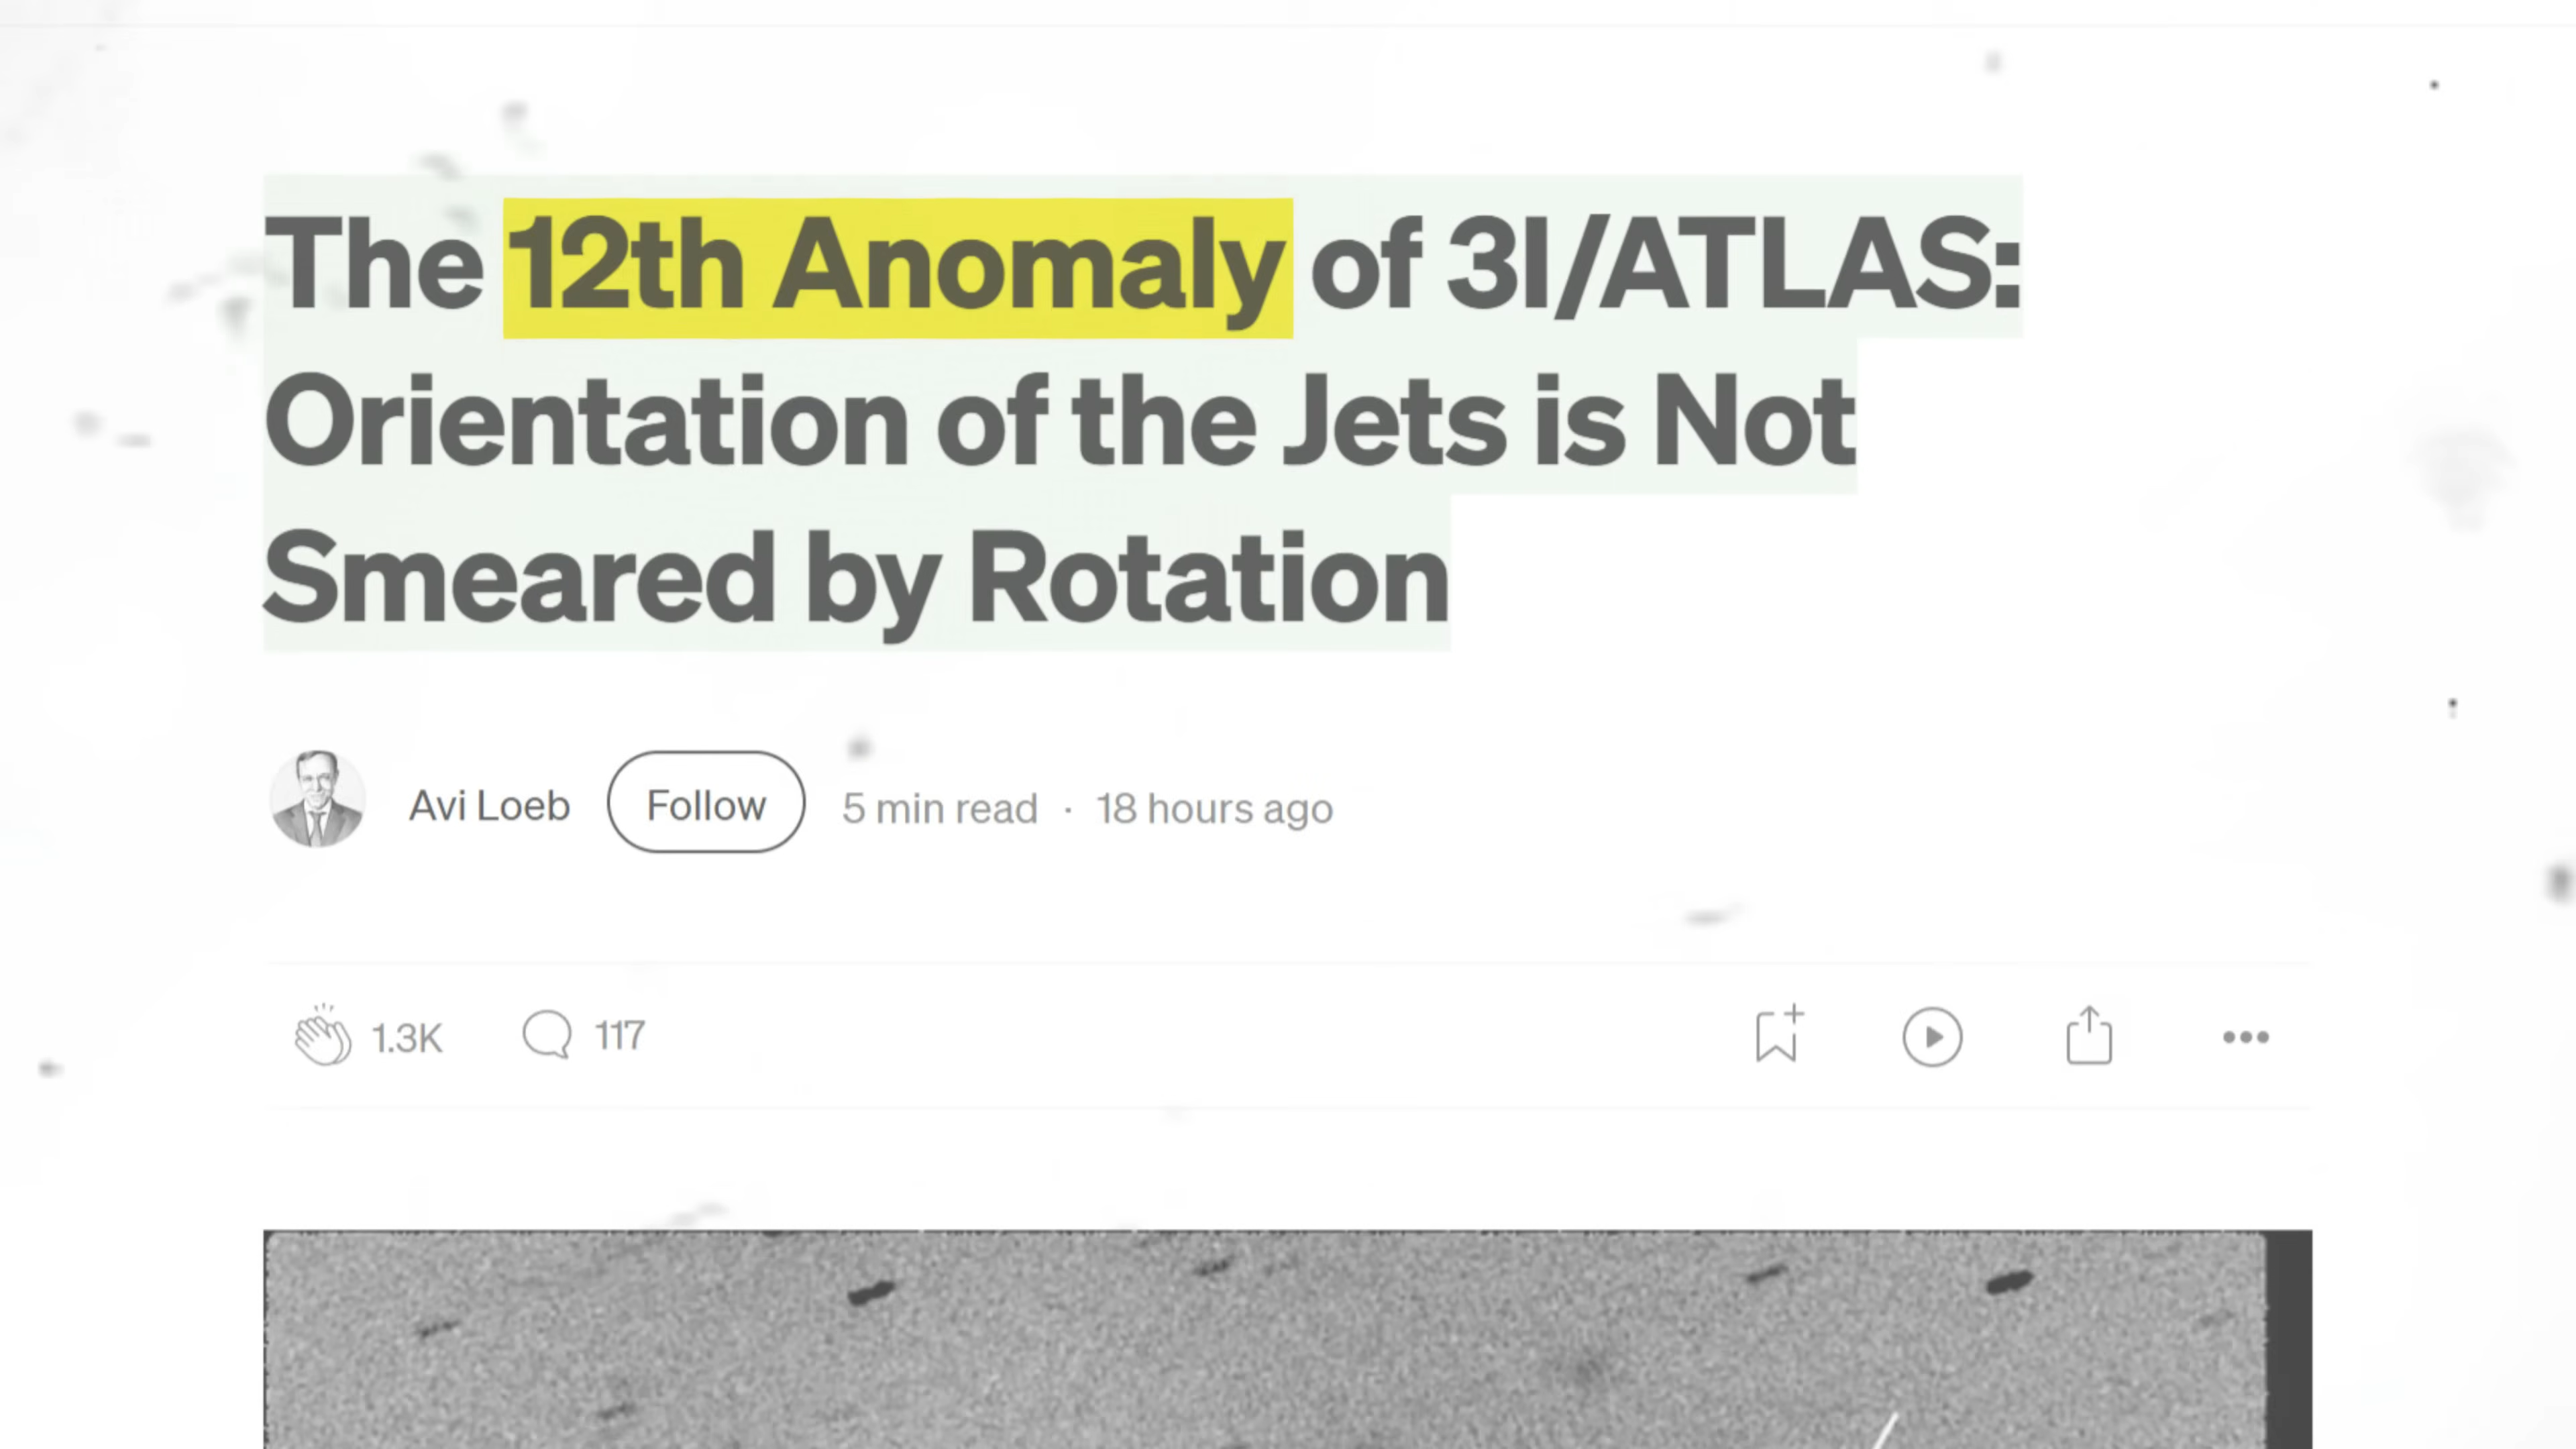 The 12th Anomaly of 3I/ATLAS:
Orientation of the Jets is Not
Smeared by Rotation
Avi Loeb Follow 5 min read · 18 hours ago
1.3K 117